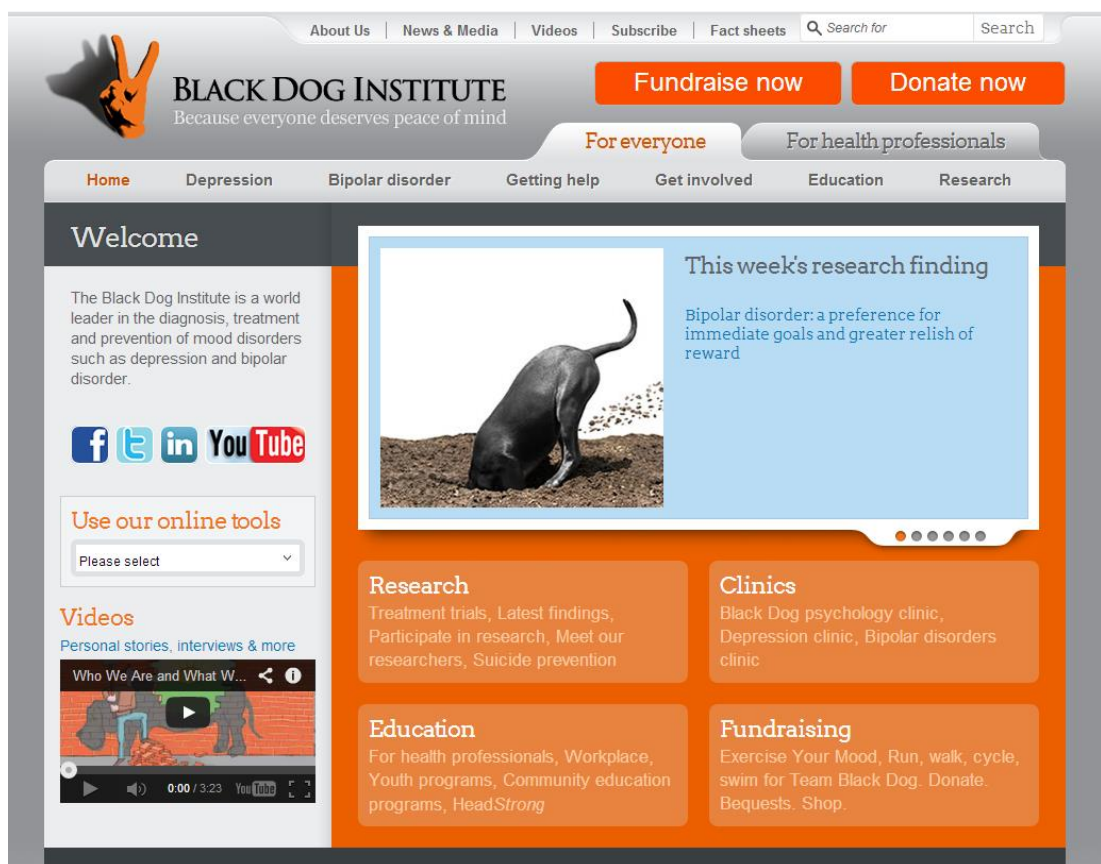 About Us | News & Media | Videos | Subscribe | Fact sheets
Search for
Search
BLACK DOG INSTITUTE
Because everyone deserves peace of mind
Fundraise now
Donate now
For everyone
For health professionals
Home
Depression
Bipolar disorder
Getting help
Get involved
Education
Research
Welcome
The Black Dog Institute is a world
leader in the diagnosis, treatment
and prevention of mood disorders
such as depression and bipolar
disorder.
f t in YouTube
Use our online tools
Please select
Videos
Personal stories, interviews & more
Who We Are and What W...
0:00 / 3:23 YouTube
This week's research finding
Bipolar disorder: a preference for
immediate goals and greater relish of
reward
Research
Treatment trials, Latest findings,
Participate in research, Meet our
researchers, Suicide prevention
Clinics
Black Dog psychology clinic,
Depression clinic, Bipolar disorders
clinic
Education
For health professionals, Workplace,
Youth programs, Community education
programs, HeadStrong
Fundraising
Exercise Your Mood, Run, walk, cycle,
swim for Team Black Dog. Donate.
Bequests. Shop.